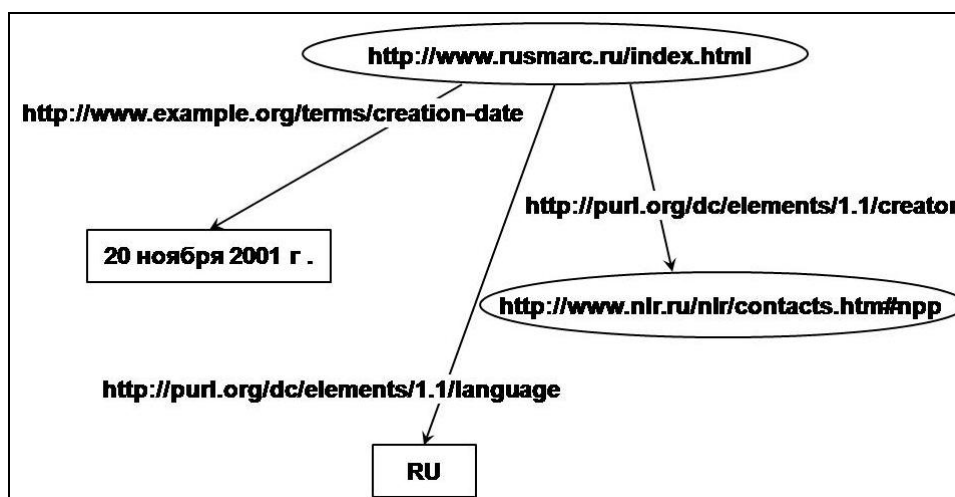 http://www.rusmarc.ru/index.html
http://www.example.org/terms/creation-date
http://purl.org/dc/elements/1.1/creator
20 ноября 2001 г .
http://www.nlr.ru/nlr/contacts.htm#npp
http://purl.org/dc/elements/1.1/language
RU